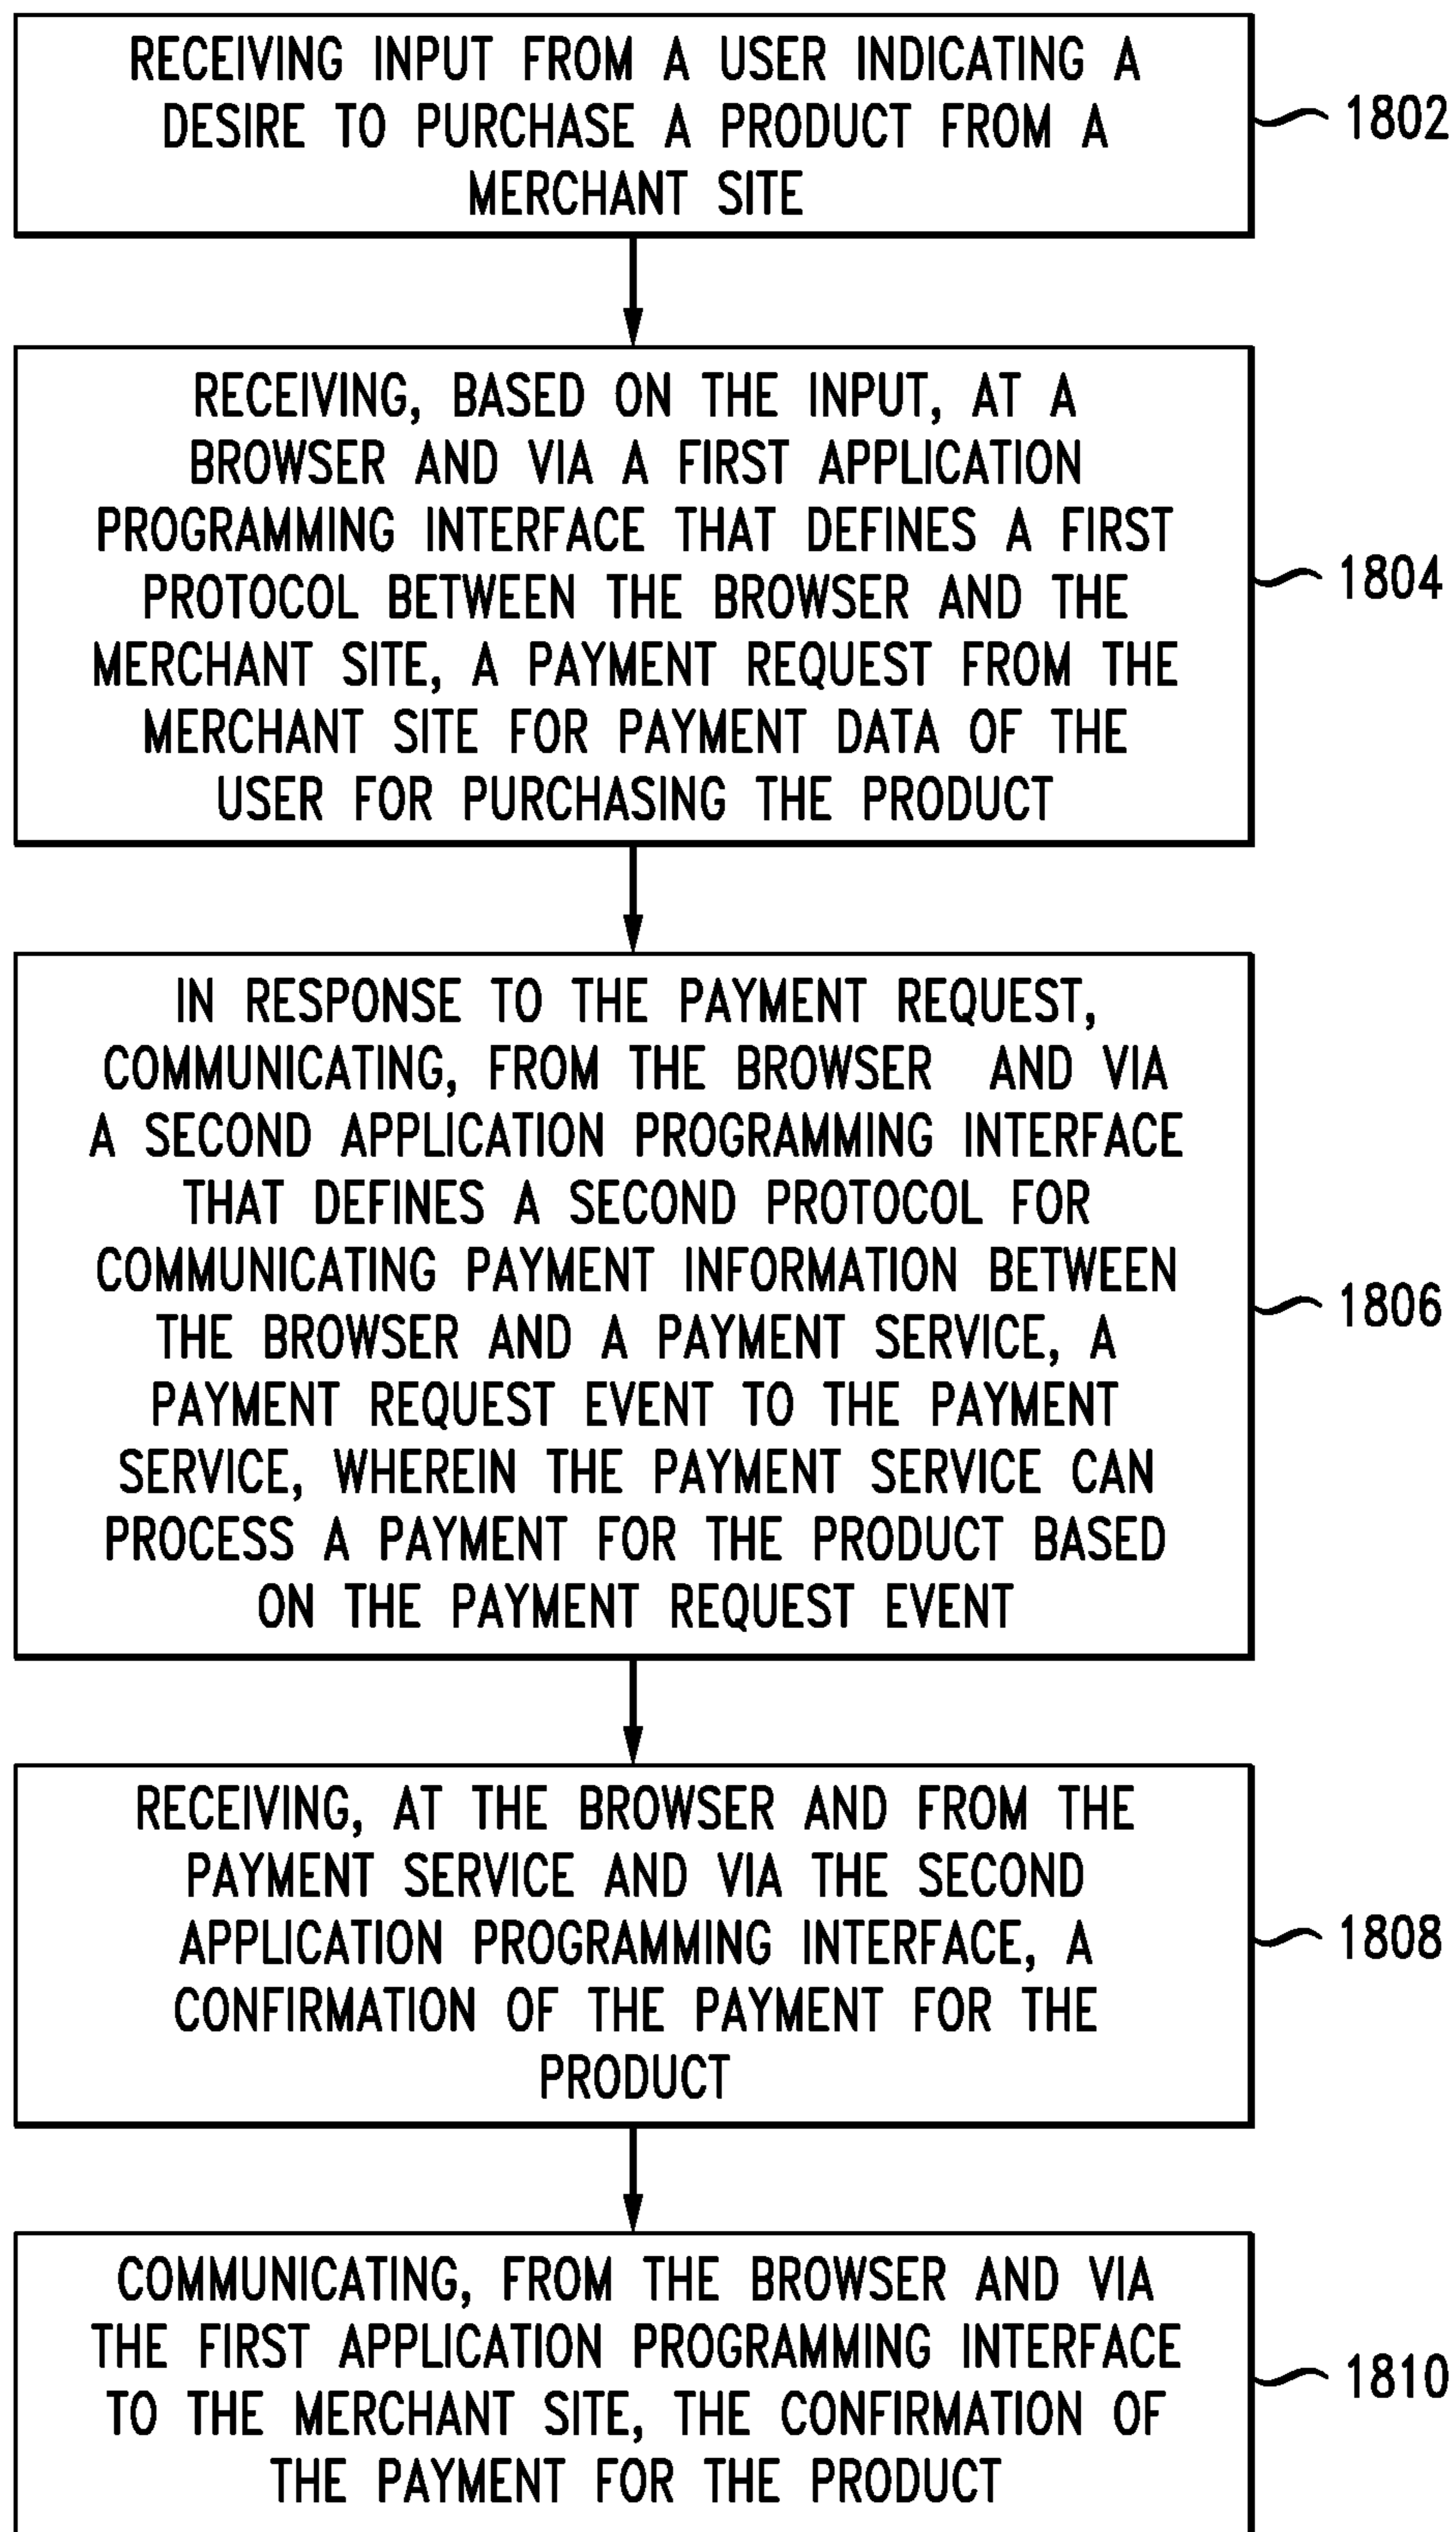 RECEIVING INPUT FROM A USER INDICATING A
DESIRE TO PURCHASE A PRODUCT FROM A
MERCHANT SITE
1802
RECEIVING, BASED ON THE INPUT, AT A
BROWSER AND VIA A FIRST APPLICATION
PROGRAMMING INTERFACE THAT DEFINES A FIRST
PROTOCOL BETWEEN THE BROWSER AND THE
MERCHANT SITE, A PAYMENT REQUEST FROM THE
MERCHANT SITE FOR PAYMENT DATA OF THE
USER FOR PURCHASING THE PRODUCT
1804
IN RESPONSE TO THE PAYMENT REQUEST,
COMMUNICATING, FROM THE BROWSER AND VIA
A SECOND APPLICATION PROGRAMMING INTERFACE
THAT DEFINES A SECOND PROTOCOL FOR
COMMUNICATING PAYMENT INFORMATION BETWEEN
THE BROWSER AND A PAYMENT SERVICE, A
PAYMENT REQUEST EVENT TO THE PAYMENT
SERVICE, WHEREIN THE PAYMENT SERVICE CAN
PROCESS A PAYMENT FOR THE PRODUCT BASED
ON THE PAYMENT REQUEST EVENT
1806
RECEIVING, AT THE BROWSER AND FROM THE
PAYMENT SERVICE AND VIA THE SECOND
APPLICATION PROGRAMMING INTERFACE, A
CONFIRMATION OF THE PAYMENT FOR THE
PRODUCT
1808
COMMUNICATING, FROM THE BROWSER AND VIA
THE FIRST APPLICATION PROGRAMMING INTERFACE
TO THE MERCHANT SITE, THE CONFIRMATION OF
THE PAYMENT FOR THE PRODUCT
1810